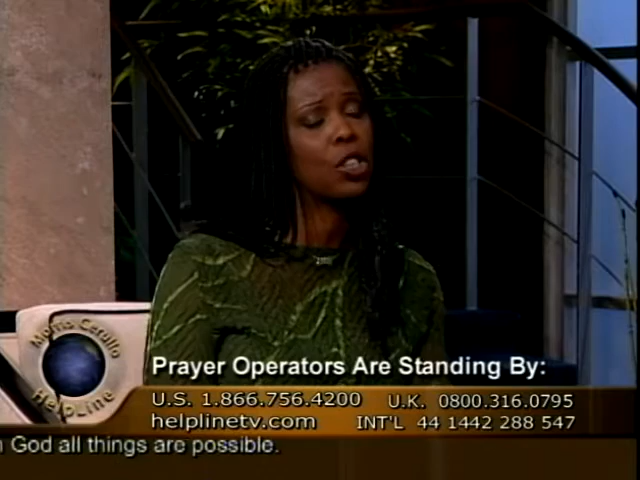 Morris Cerullo
HelpLine
Prayer Operators Are Standing By:
U.S. 1.866.756.4200 U.K. 0800.316.0795
helplinetv.com INT'L 44 1442 288 547
God all things are possible.